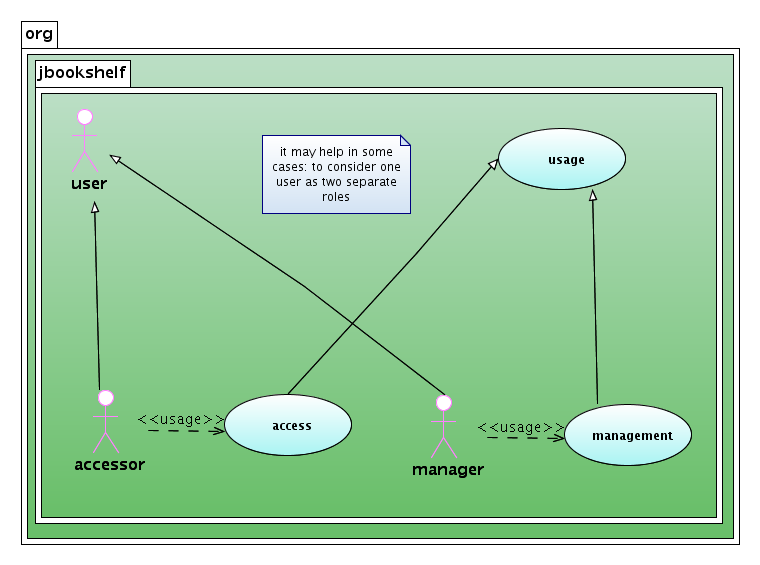 org
jbookshelf
user
it may help in some
cases: to consider one
user as two separate
roles
usage
<<usage>>
access
<<usage>>
management
accessor
manager